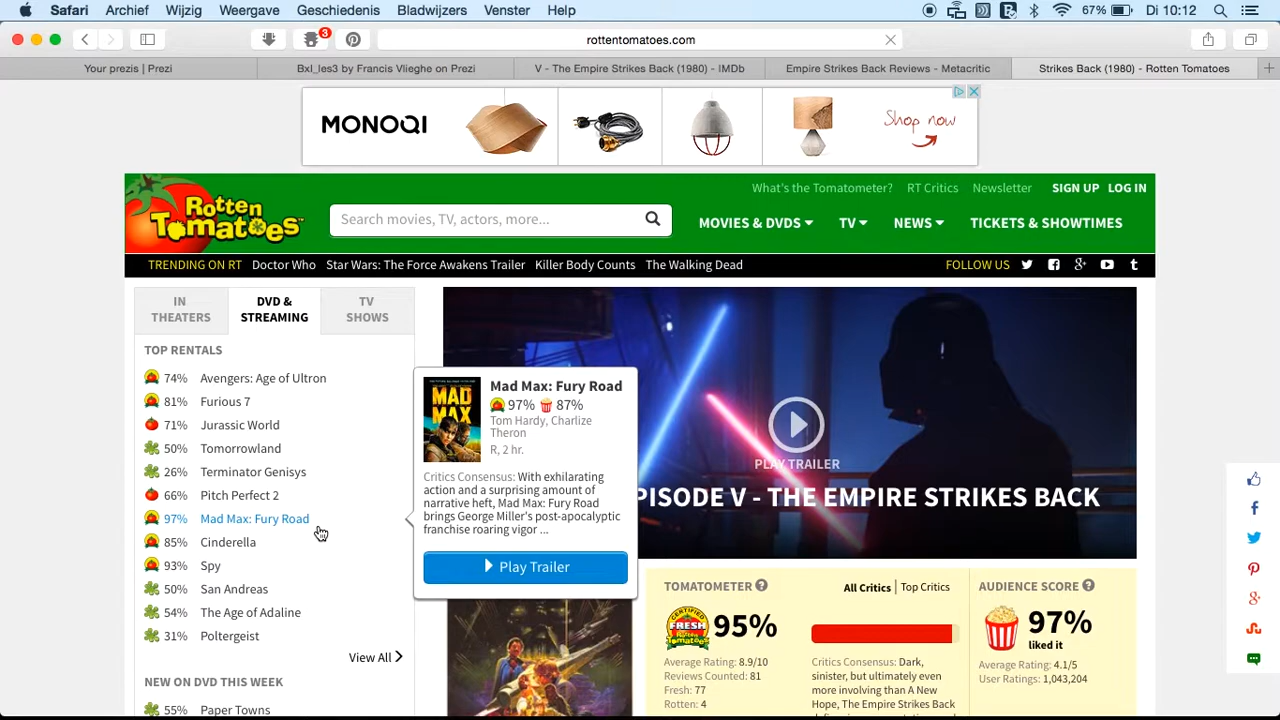 Safari Archief Wijzig Weergave Geschiedenis Bladwijzers Venster Help 67% Di 10:12
3 rottentomatoes.com
Your prezis | Prezi Bxl_les3 by Francis Vlieghe on Prezi V - The Empire Strikes Back (1980) - IMDb Empire Strikes Back Reviews - Metacritic Strikes Back (1980) - Rotten Tomatoes
MONOQI Shop now
What's the Tomatometer? RT Critics Newsletter SIGN UP LOG IN
Rotten
Tomatoes
Search movies, TV, actors, more...
MOVIES & DVDS TV NEWS TICKETS & SHOWTIMES
TRENDING ON RT Doctor Who Star Wars: The Force Awakens Trailer Killer Body Counts The Walking Dead FOLLOW US
IN
THEATERS
DVD &
STREAMING
TV
SHOWS
TOP RENTALS
74% Avengers: Age of Ultron
81% Furious 7
71% Jurassic World
50% Tomorrowland
26% Terminator Genisys
66% Pitch Perfect 2
97% Mad Max: Fury Road
85% Cinderella
93% Spy
50% San Andreas
54% The Age of Adaline
31% Poltergeist
View All
NEW ON DVD THIS WEEK
55% Paper Towns
MAD
MAX
Mad Max: Fury Road
97% 87%
Tom Hardy, Charlize
Theron
R, 2 hr.
Critics Consensus: With exhilarating
action and a surprising amount of
narrative heft, Mad Max: Fury Road
brings George Miller's post-apocalyptic
franchise roaring vigor ...
Play Trailer
PLAY TRAILER
PISODE V - THE EMPIRE STRIKES BACK
TOMATOMETER
All Critics | Top Critics
CERTIFIED
FRESH
Rotten
Tomatoes
95%
Average Rating: 8.9/10
Reviews Counted: 81
Fresh: 77
Rotten: 4
Critics Consensus: Dark,
sinister, but ultimately even
more involving than A New
Hope, The Empire Strikes Back
AUDIENCE SCORE
97%
liked it
Average Rating: 4.1/5
User Ratings: 1,043,204